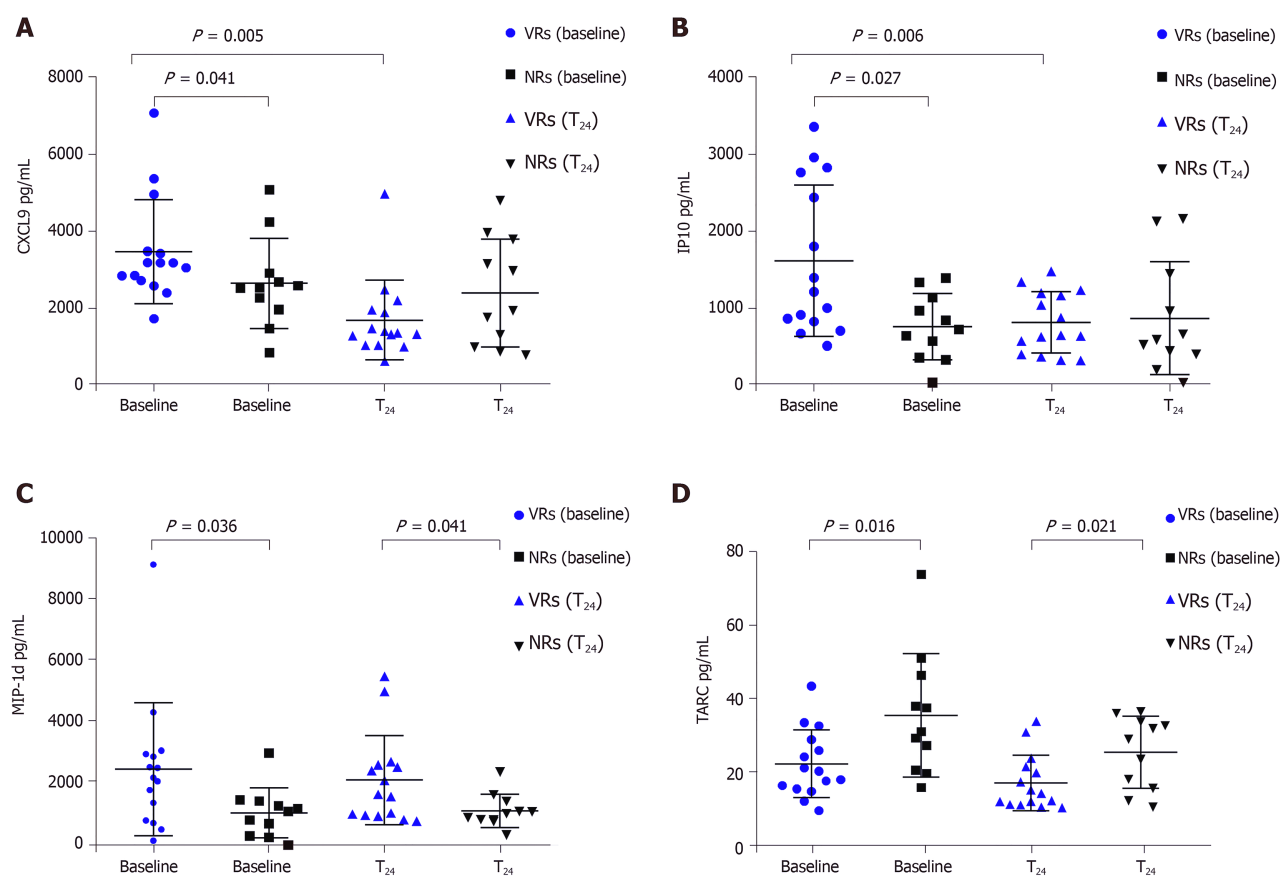 A
P = 0.005
P = 0.041
VRs (baseline)
NRs (baseline)
VRs (T24)
NRs (T24)
CXCL9 pg/mL
8000
6000
4000
2000
0
Baseline
Baseline
T24
T24
B
P = 0.006
P = 0.027
VRs (baseline)
NRs (baseline)
VRs (T24)
NRs (T24)
IP10 pg/mL
4000
3000
2000
1000
0
Baseline
Baseline
T24
T24
C
P = 0.036
P = 0.041
VRs (baseline)
NRs (baseline)
VRs (T24)
NRs (T24)
MIP-1d pg/mL
10000
8000
6000
4000
2000
0
Baseline
Baseline
T24
T24
D
P = 0.016
P = 0.021
VRs (baseline)
NRs (baseline)
VRs (T24)
NRs (T24)
TARC pg/mL
80
60
40
20
0
Baseline
Baseline
T24
T24